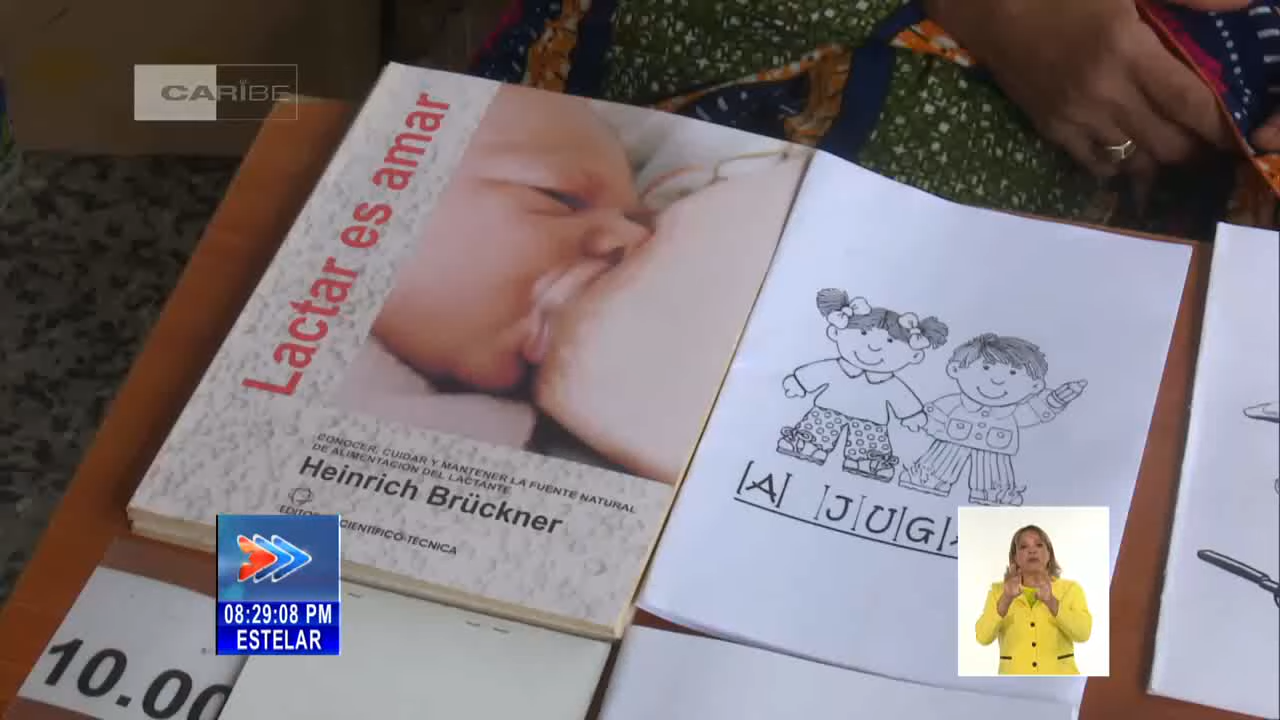 CARIBE
Lactar es amar
CONOCER, CUIDAR Y MANTENER LA FUENTE NATURAL
DE ALIMENTACIÓN DEL LACTANTE
Heinrich Brückner
CIENTÍFICO-TÉCNICA
A JUG
10.00
08:29:08 PM
ESTELAR